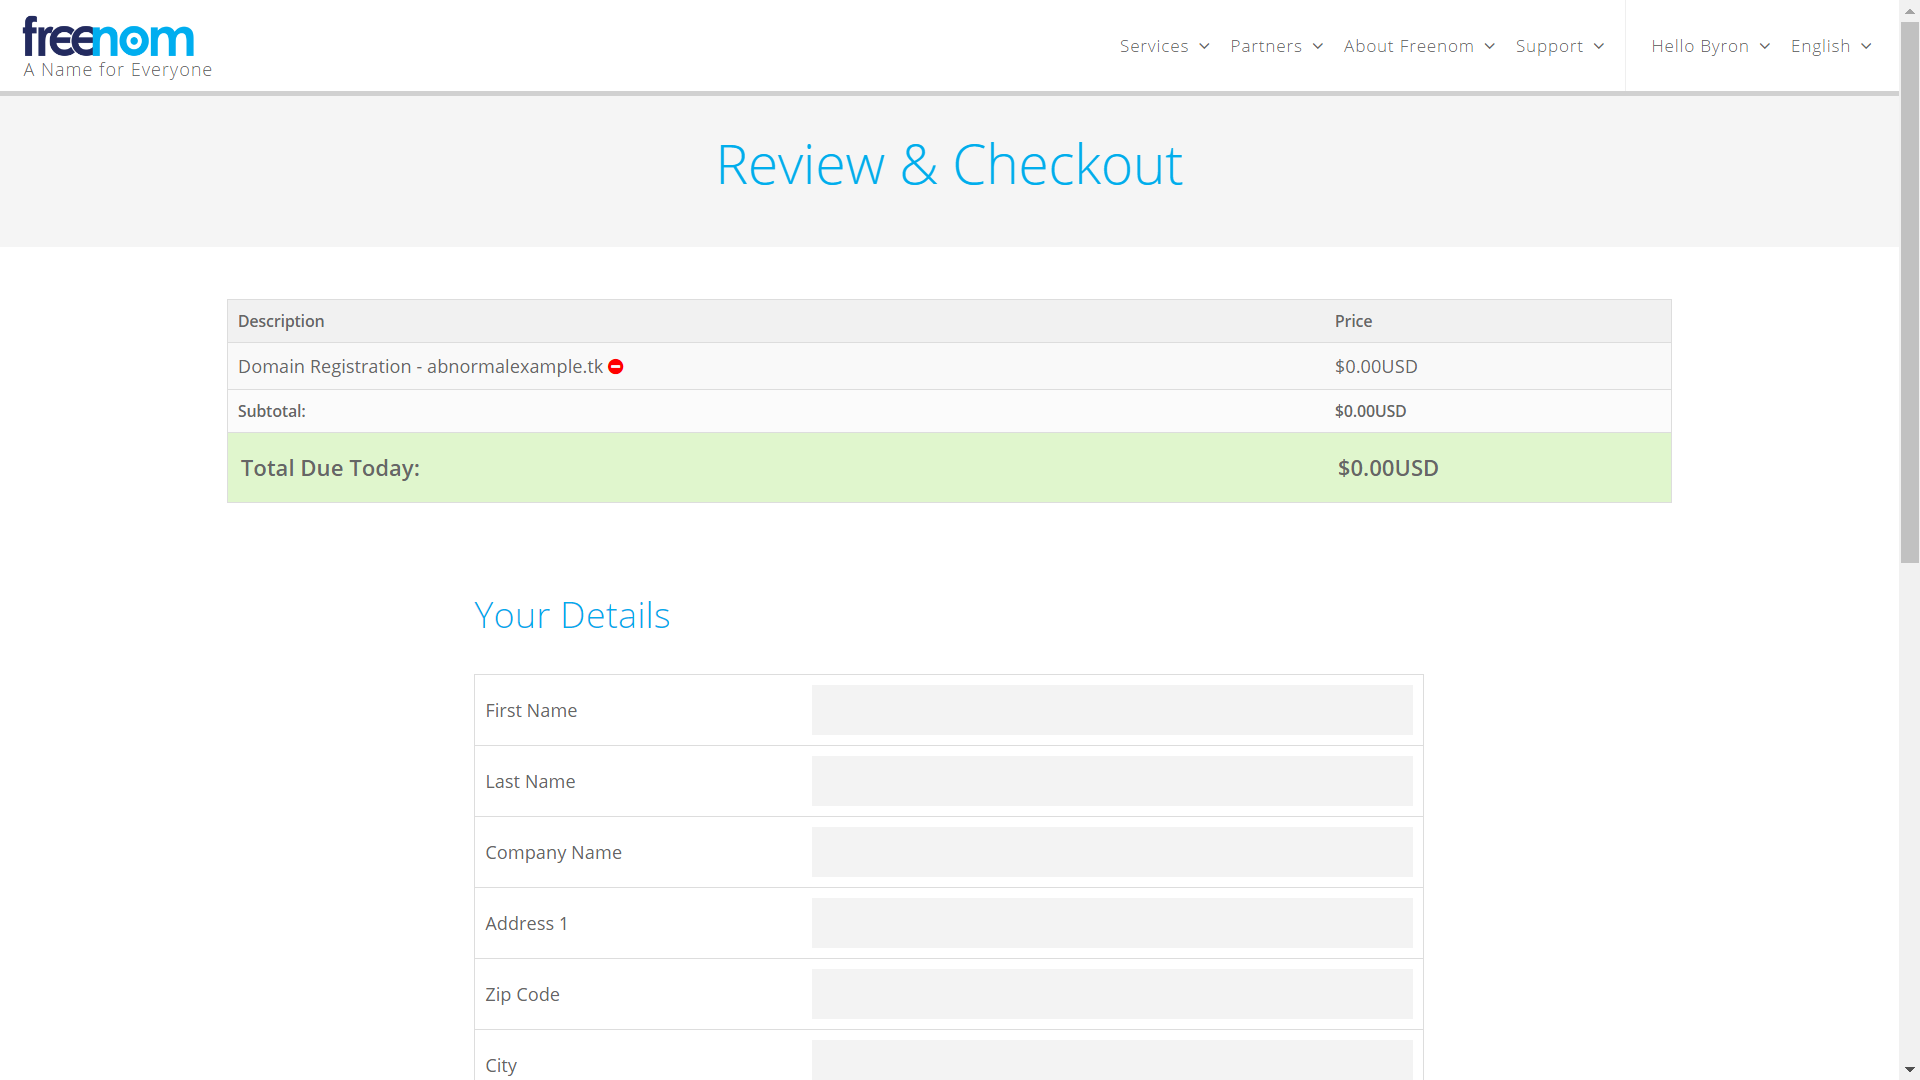 freenom
A Name for Everyone
Services Partners About Freenom Support Hello Byron English
Review & Checkout
Description Price
Domain Registration - abnormalexample.tk $0.00USD
Subtotal: $0.00USD
Total Due Today: $0.00USD
Your Details
First Name
Last Name
Company Name
Address 1
Zip Code
City